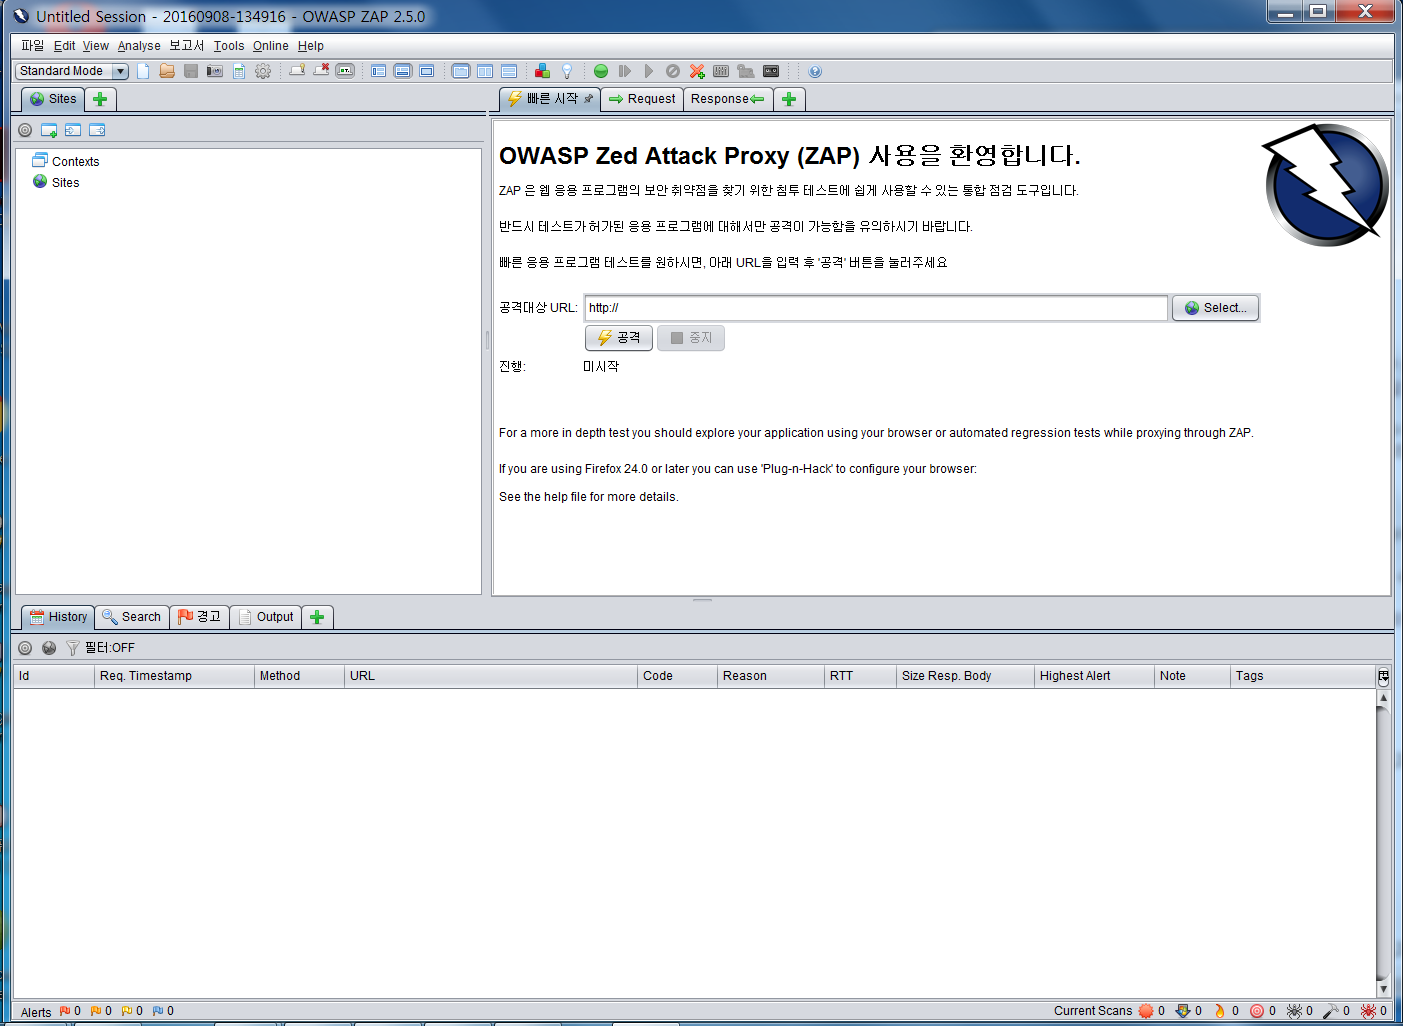 Untitled Session - 20160908-134916 - OWASP ZAP 2.5.0
파일 Edit View Analyse 보고서 Tools Online Help
Standard Mode
Sites
빠른 시작 Request Response
Contexts
Sites
OWASP Zed Attack Proxy (ZAP) 사용을 환영합니다.
ZAP 은 웹 응용 프로그램의 보안 취약점을 찾기 위한 침투 테스트에 쉽게 사용할 수 있는 통합 점검 도구입니다.
반드시 테스트가 허가된 응용 프로그램에 대해서만 공격이 가능함을 유의하시기 바랍니다.
빠른 응용 프로그램 테스트를 원하시면, 아래 URL을 입력 후 '공격' 버튼을 눌러주세요
공격대상 URL: http:// Select...
공격 중지
진행: 미시작
For a more in depth test you should explore your application using your browser or automated regression tests while proxying through ZAP.
If you are using Firefox 24.0 or later you can use 'Plug-n-Hack' to configure your browser:
See the help file for more details.
History Search 경고 Output
필터:OFF
Id Req. Timestamp Method URL Code Reason RTT Size Resp. Body Highest Alert Note Tags
Alerts 0 0 0 0 Current Scans 0 0 0 0 0 0 0